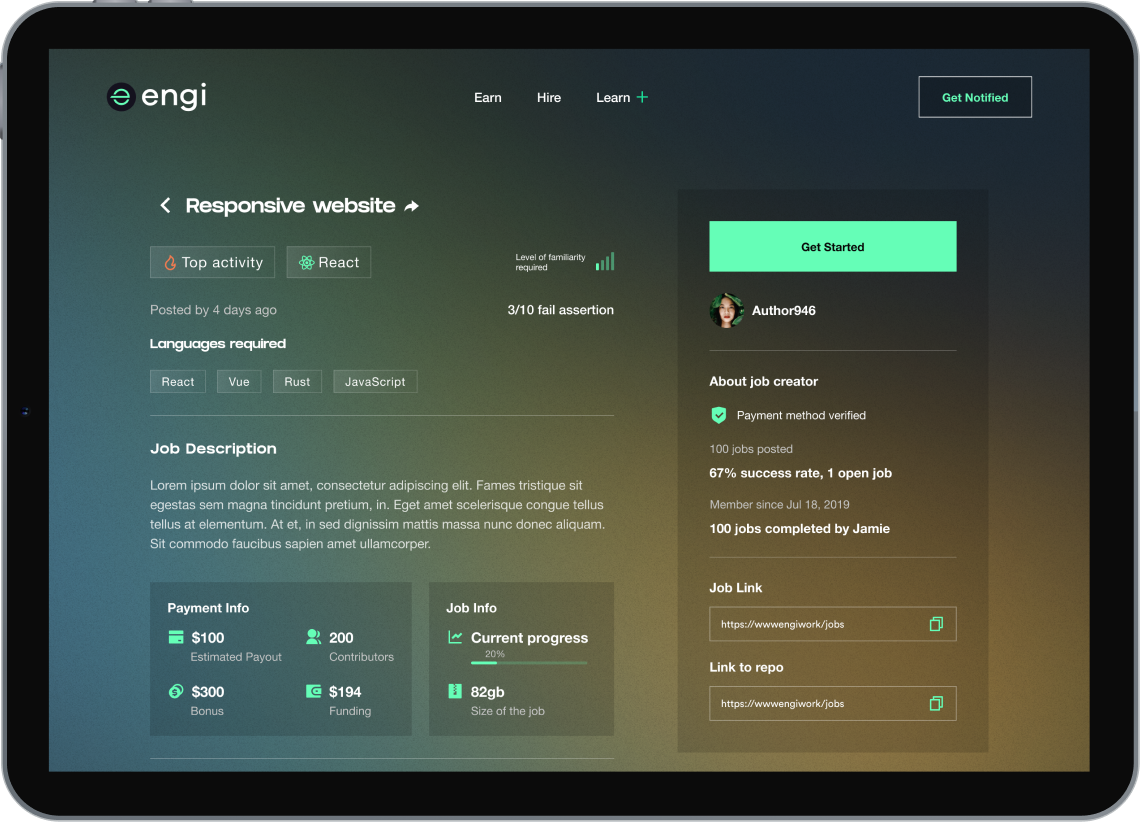 engi
Earn
Hire
Learn
Get Notified
Responsive website
Top activity
React
Level of familiarity
required
Posted by 4 days ago
3/10 fail assertion
Languages required
React
Vue
Rust
JavaScript
Job Description
Lorem ipsum dolor sit amet, consectetur adipiscing elit. Fames tristique sit
egestas sem magna tincidunt pretium, in. Eget amet scelerisque congue tellus
tellus at elementum. At et, in sed dignissim mattis massa nunc donec aliquam.
Sit commodo faucibus sapien amet ullamcorper.
Payment Info
$100
Estimated Payout
200
Contributors
$300
Bonus
$194
Funding
Job Info
Current progress
20%
82gb
Size of the job
Get Started
Author946
About job creator
Payment method verified
100 jobs posted
67% success rate, 1 open job
Member since Jul 18, 2019
100 jobs completed by Jamie
Job Link
https://wwwengiwork/jobs
Link to repo
https://wwwengiwork/jobs